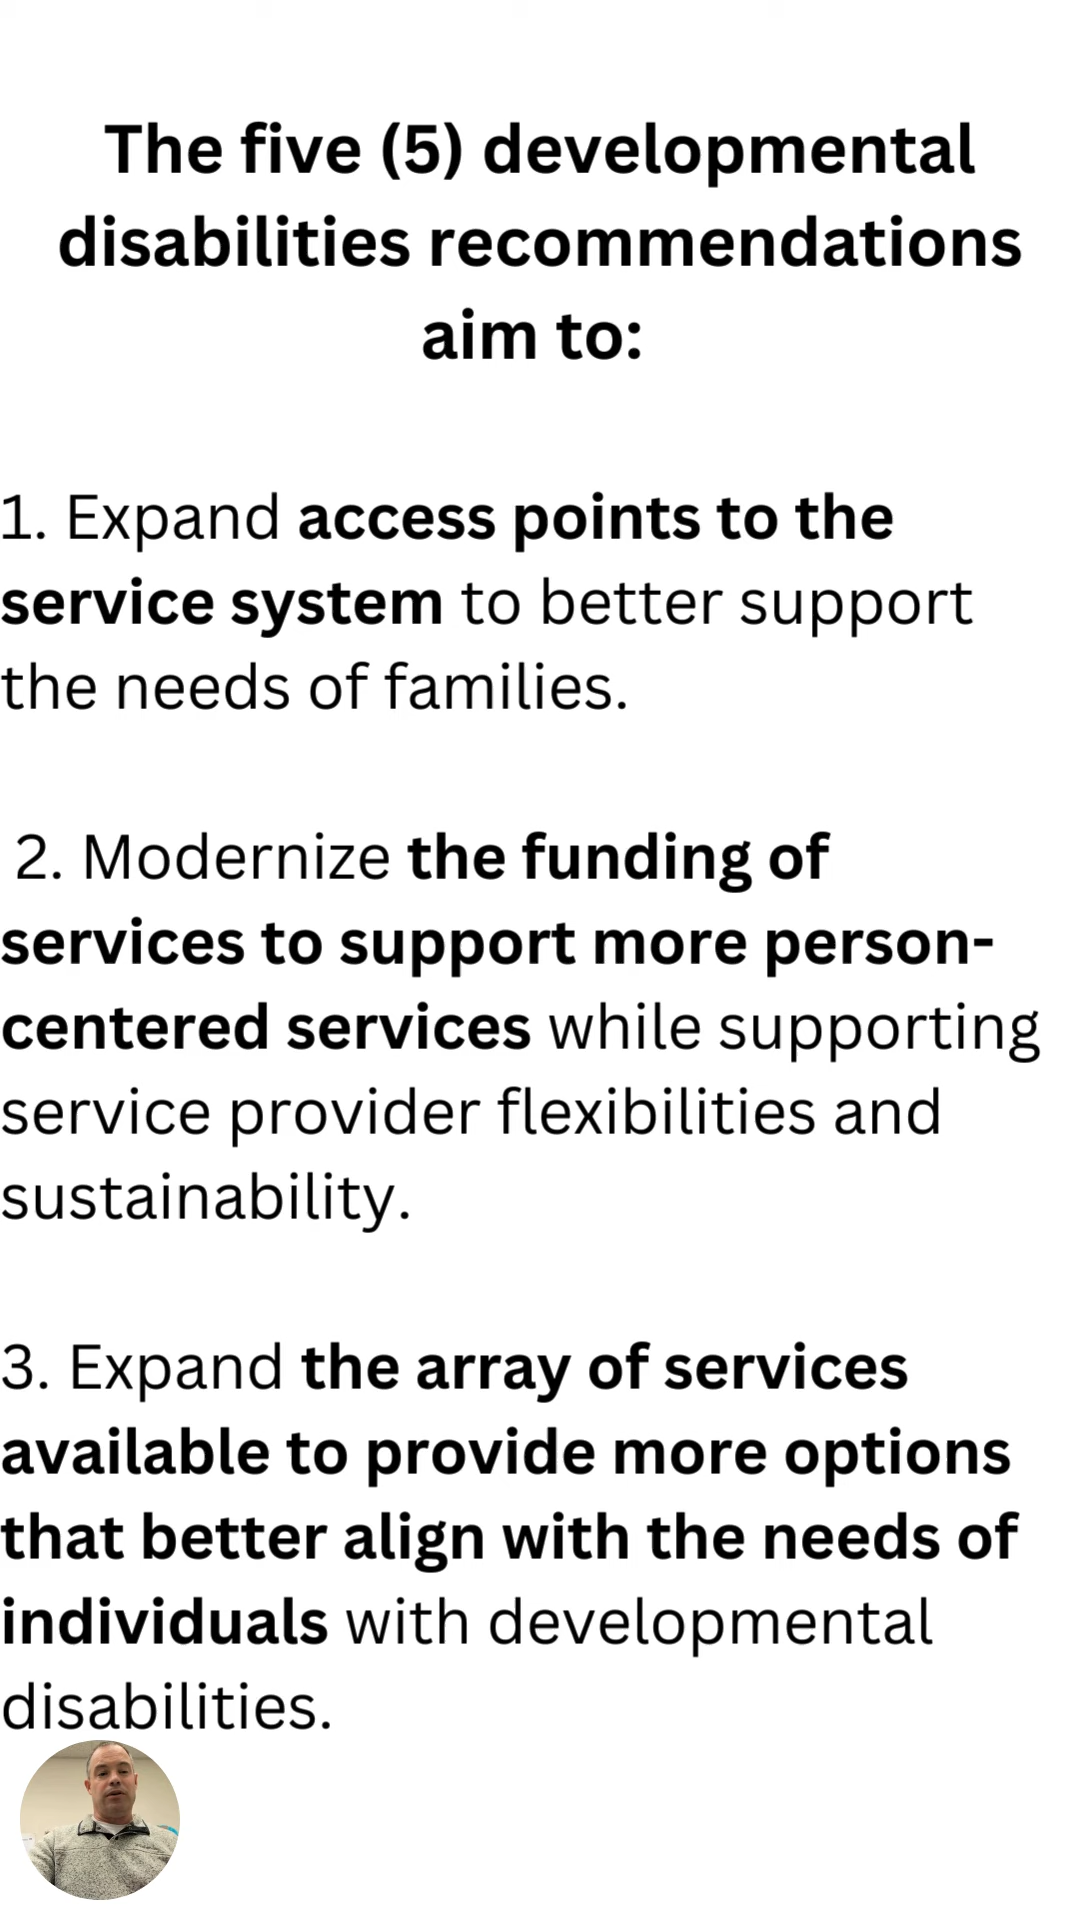 The five (5) developmental
disabilities recommendations
aim to:
1. Expand access points to the
service system to better support
the needs of families.
2. Modernize the funding of
services to support more person-
centered services while supporting
service provider flexibilities and
sustainability.
3. Expand the array of services
available to provide more options
that better align with the needs of
individuals with developmental
disabilities.